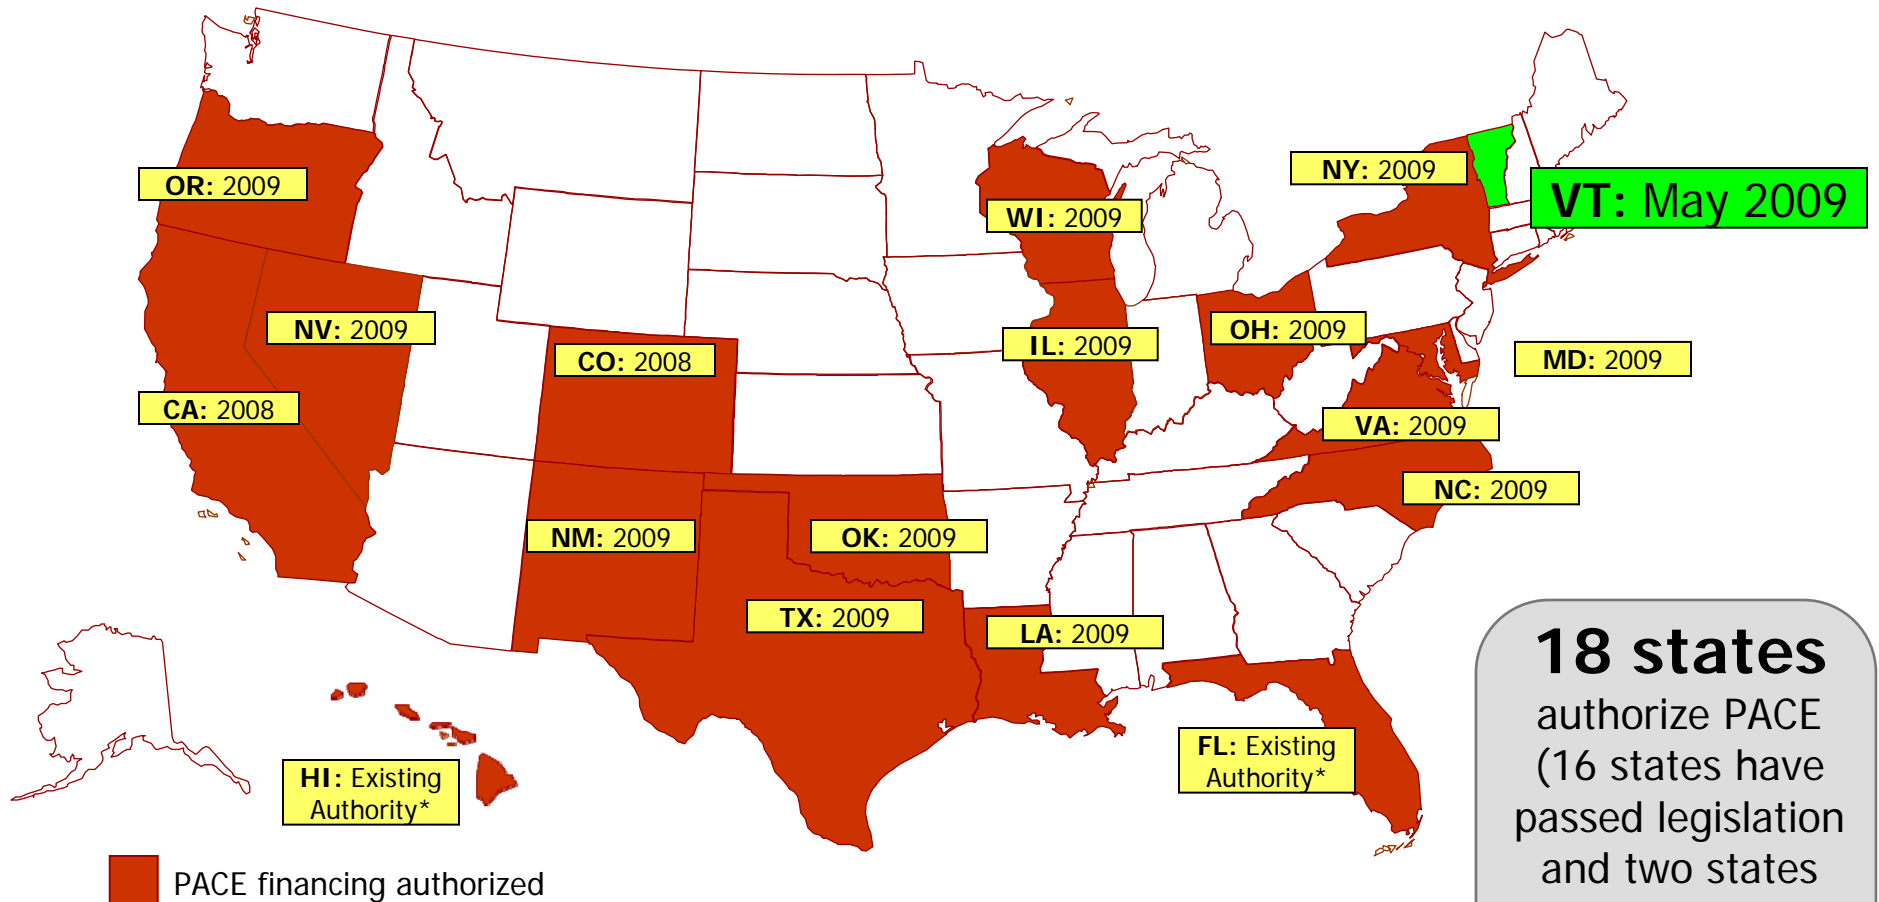 OR: 2009
WI: 2009
NY: 2009
VT: May 2009
NV: 2009
CO: 2008
IL: 2009
OH: 2009
MD: 2009
CA: 2008
VA: 2009
NC: 2009
NM: 2009
OK: 2009
TX: 2009
LA: 2009
HI: Existing
Authority*
FL: Existing
Authority*
18 states
authorize PACE
(16 states have
passed legislation
and two states
PACE financing authorized